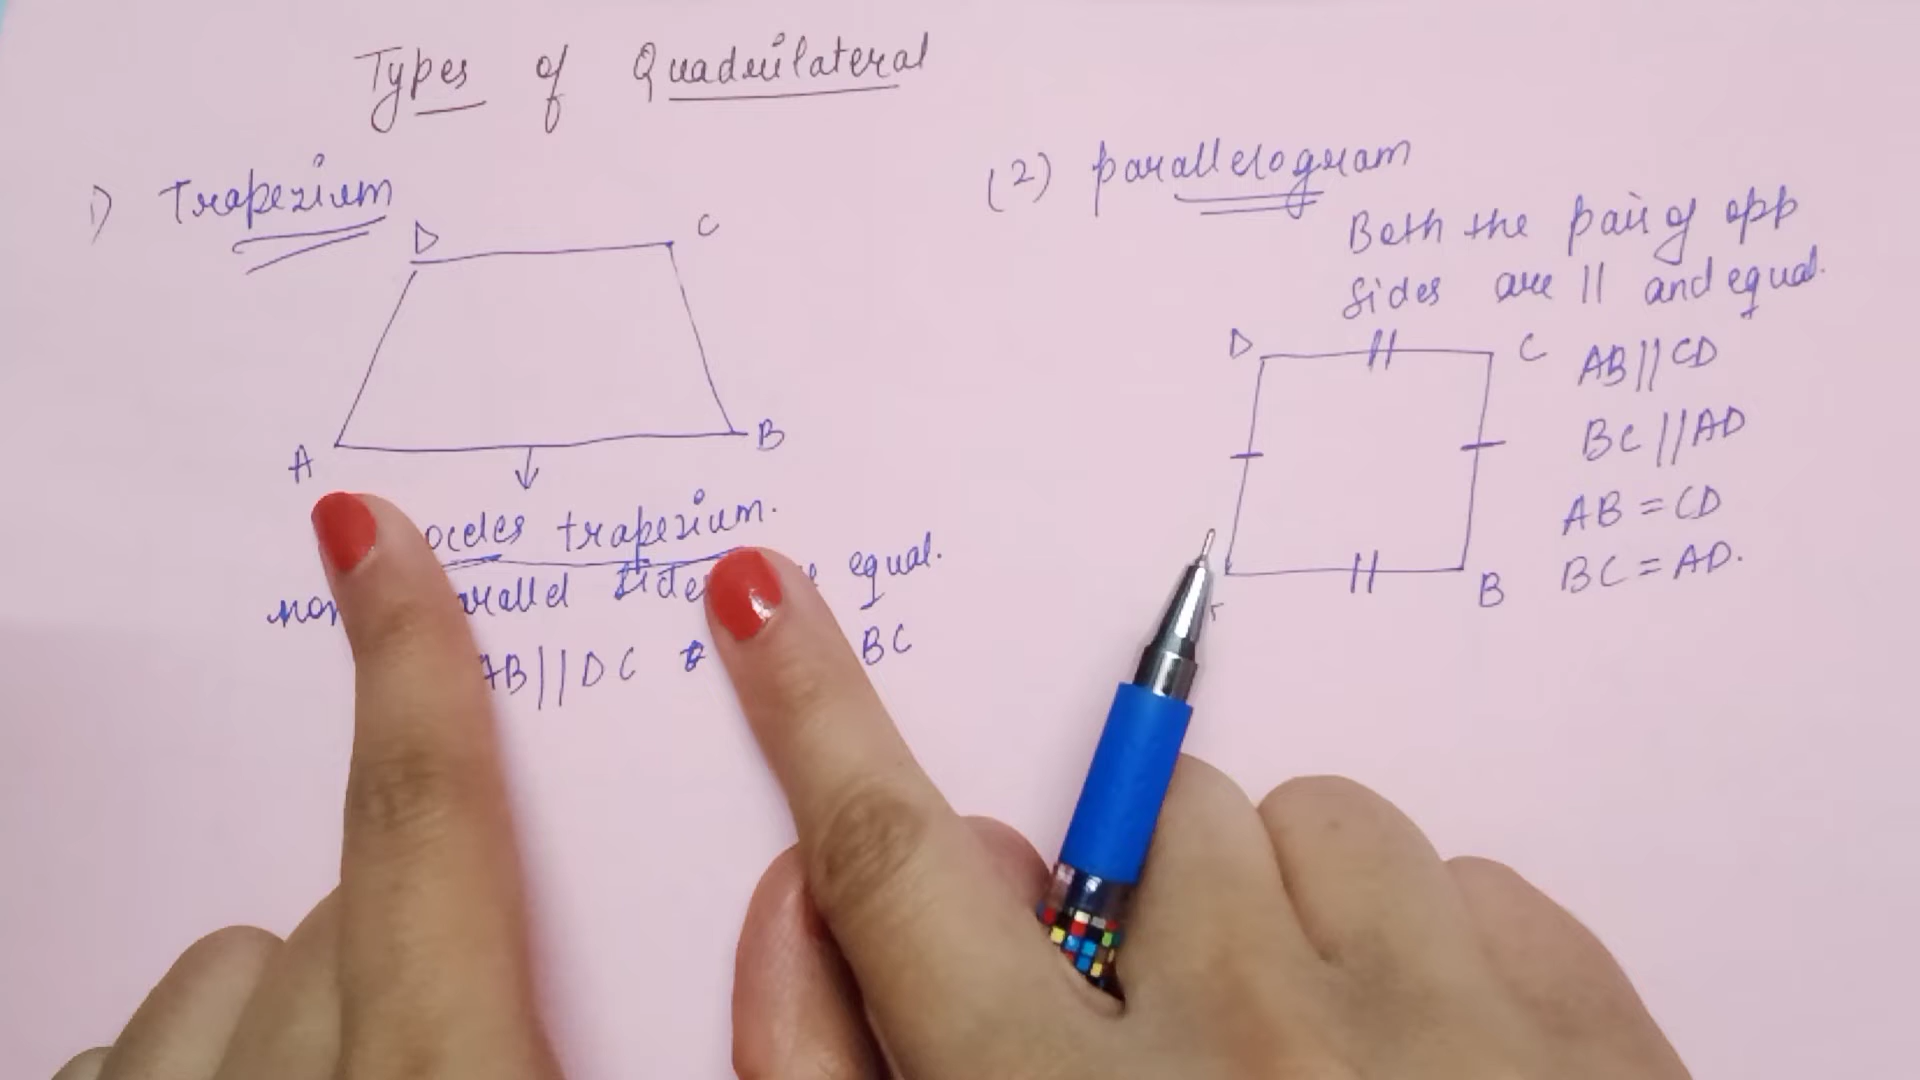 Types of Quadrilateral
1) Trapezium
D C
A B
trapezium.
equal.
AB||DC BC
(2) parallelogram
Both the pair of opp
sides are || and equal.
D C
B
AB||CD
BC||AD
AB = CD
BC = AD.